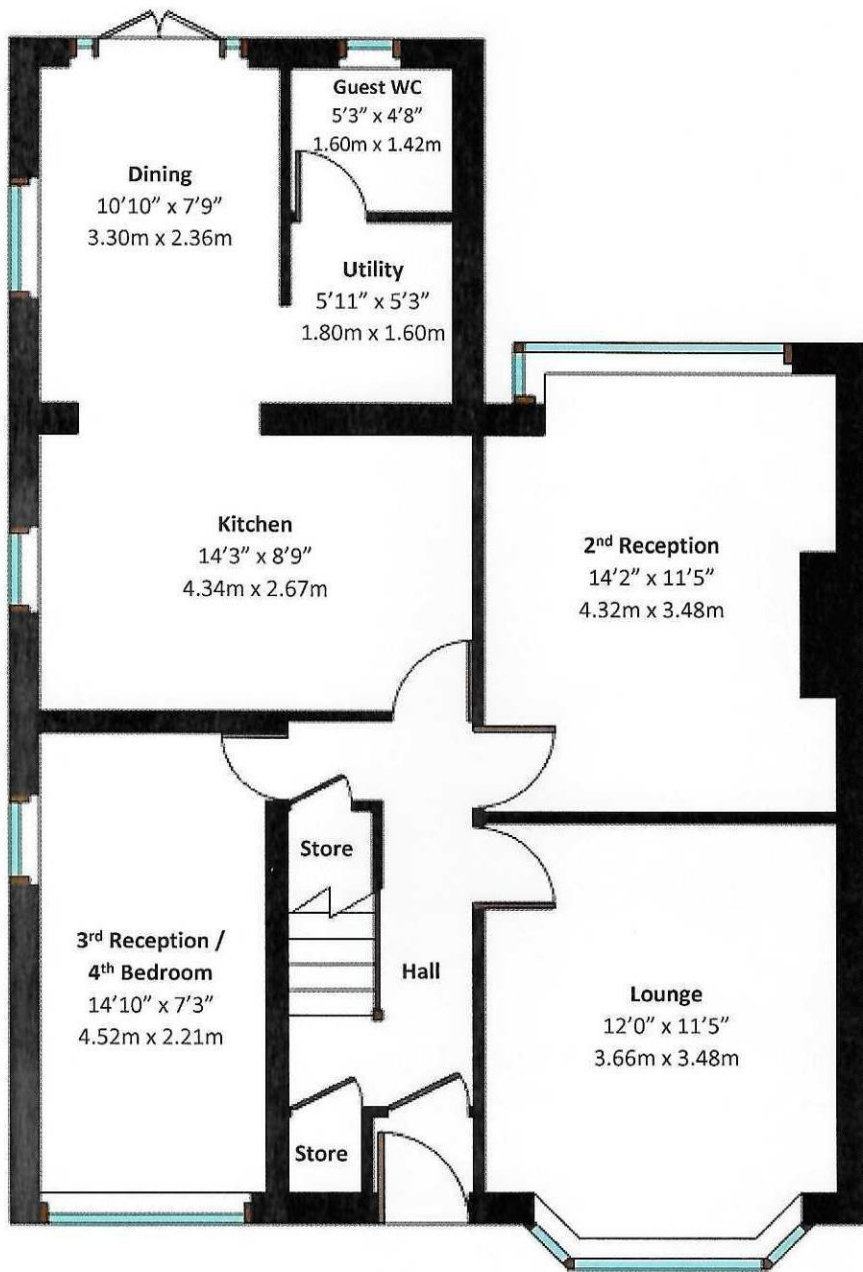 Guest WC
5'3" x 4'8"
1.60m x 1.42m
Dining
10'10" x 7'9"
3.30m x 2.36m
Utility
5'11" x 5'3"
1.80m x 1.60m
Kitchen
14'3" x 8'9"
4.34m x 2.67m
2nd Reception
14'2" x 11'5"
4.32m x 3.48m
Store
3rd Reception /
4th Bedroom
14'10" x 7'3"
4.52m x 2.21m
Hall
Lounge
12'0" x 11'5"
3.66m x 3.48m
Store